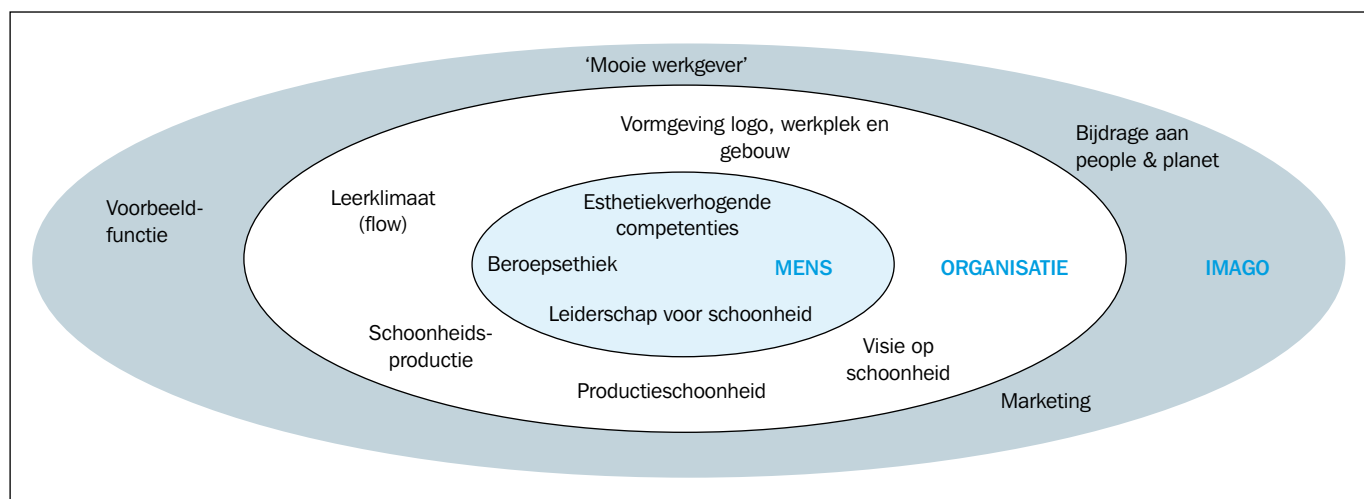 ‘Mooie werkgever’
Vormgeving logo, werkplek en
gebouw
Bijdrage aan
people & planet
Voorbeeld-
functie
Leerklimaat
(flow)
Esthetiekverhogende
competenties
Beroepsethiek
MENS
ORGANISATIE
IMAGO
Leiderschap voor schoonheid
Schoonheids-
productie
Visie op
schoonheid
Productieschoonheid
Marketing